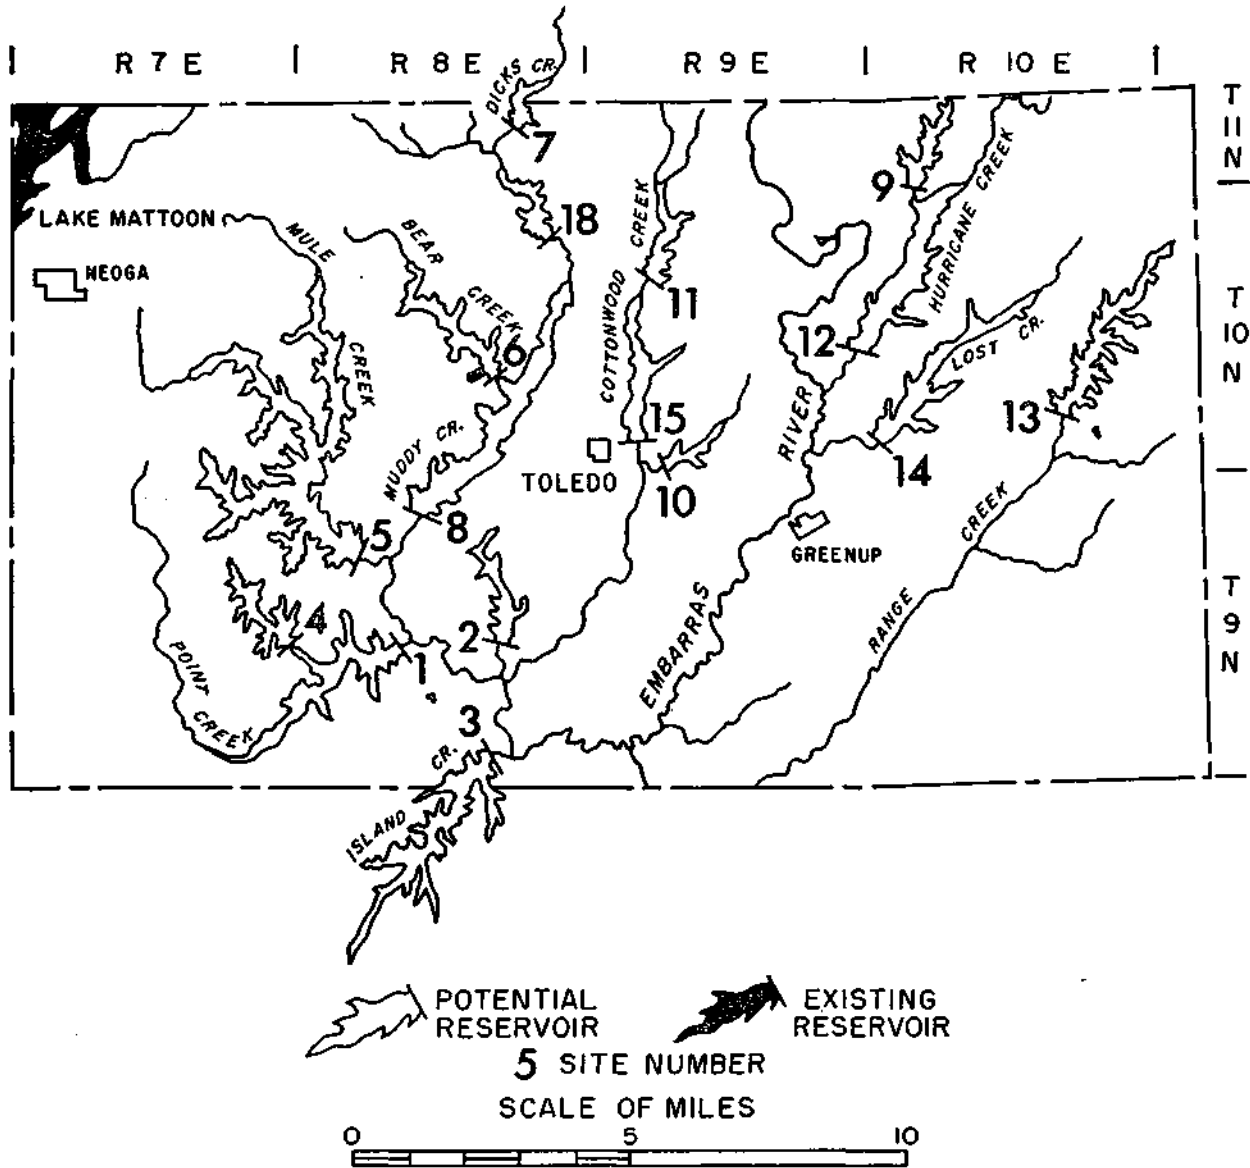 R 7 E
R 8 E
R 9 E
R 10 E
T 11 N
T 10 N
T 9 N
DICKS CR.
7
9
HURRICANE CREEK
LAKE MATTOON
MULE CREEK
BEAR CREEK
18
COTTONWOOD CREEK
NEOGA
11
12
LOST CR.
6
13
MUDDY CR.
15
TOLEDO
10
14
EMBARRAS RIVER
5
8
GREENUP
RANGE CREEK
4
2
1
POINT CREEK
3
ISLAND CR.
POTENTIAL RESERVOIR
EXISTING RESERVOIR
5 SITE NUMBER
SCALE OF MILES
0 5 10